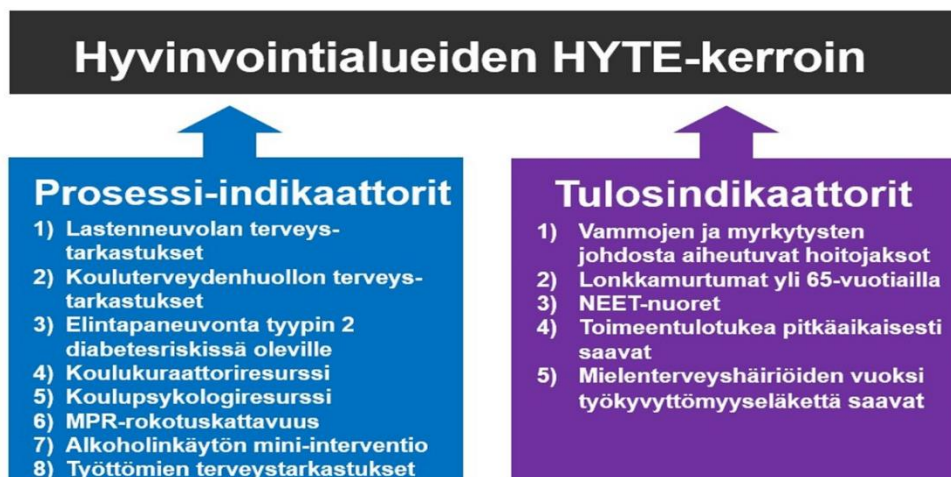 Hyvinvointialueiden HYTE-kerroin
Prosessi-indikaattorit
1) Lastenneuvolan terveys-
tarkastukset
2) Kouluterveydenhuollon terveys-
tarkastukset
3) Elintapaneuvonta tyypin 2
diabetesriskissä oleville
4) Koulukuraattoriresurssi
5) Koulupsykologiresurssi
6) MPR-rokotuskattavuus
7) Alkoholinkäytön mini-interventio
8) Työttömien terveystarkastukset
Tulosindikaattorit
1) Vammojen ja myrkytysten
johdosta aiheutuvat hoitojaksot
2) Lonkkamurtumat yli 65-vuotiailla
3) NEET-nuoret
4) Toimeentulotukea pitkäaikaisesti
saavat
5) Mielenterveyshäiriöiden vuoksi
työkyvyttömyyseläkettä saavat